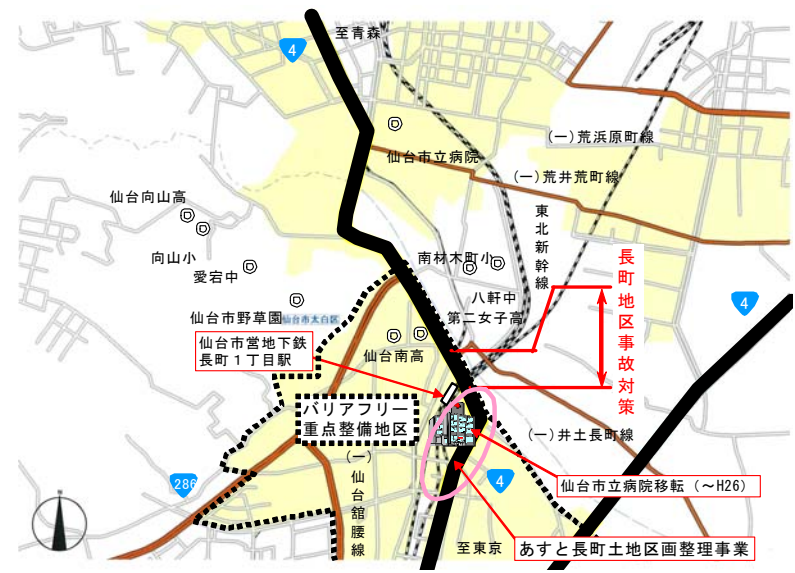 至青森
4
仙台市立病院
(一)荒浜原町線
(一)荒井荒町線
東北新幹線
仙台向山高
向山小
愛宕中
南材木町小
八軒中
第二女子高
長町地区事故対策
4
仙台市野草園
仙台市太白区
仙台南高
仙台市営地下鉄
長町1丁目駅
バリアフリー
重点整備地区
(一)井土長町線
(一)仙台舘腰線
286
4
仙台市立病院移転(~H26)
至東京
あすと長町土地区画整理事業